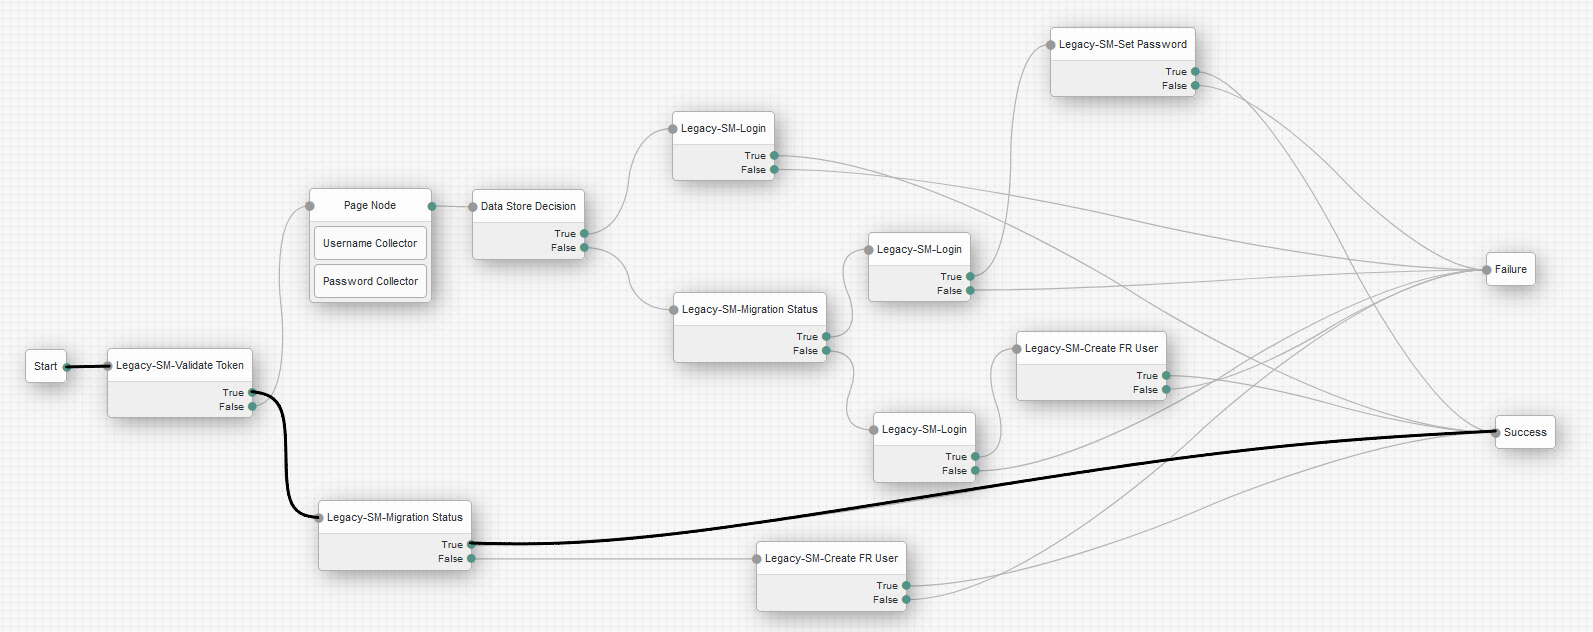 Legacy-SM-Set Password
True
False
Legacy-SM-Login
True
False
Page Node
Username Collector
Password Collector
Data Store Decision
True
False
Legacy-SM-Login
True
False
Failure
Legacy-SM-Migration Status
True
False
Legacy-SM-Create FR User
True
False
Start
Legacy-SM-Validate Token
True
False
Legacy-SM-Login
True
False
Success
Legacy-SM-Migration Status
True
False
Legacy-SM-Create FR User
True
False